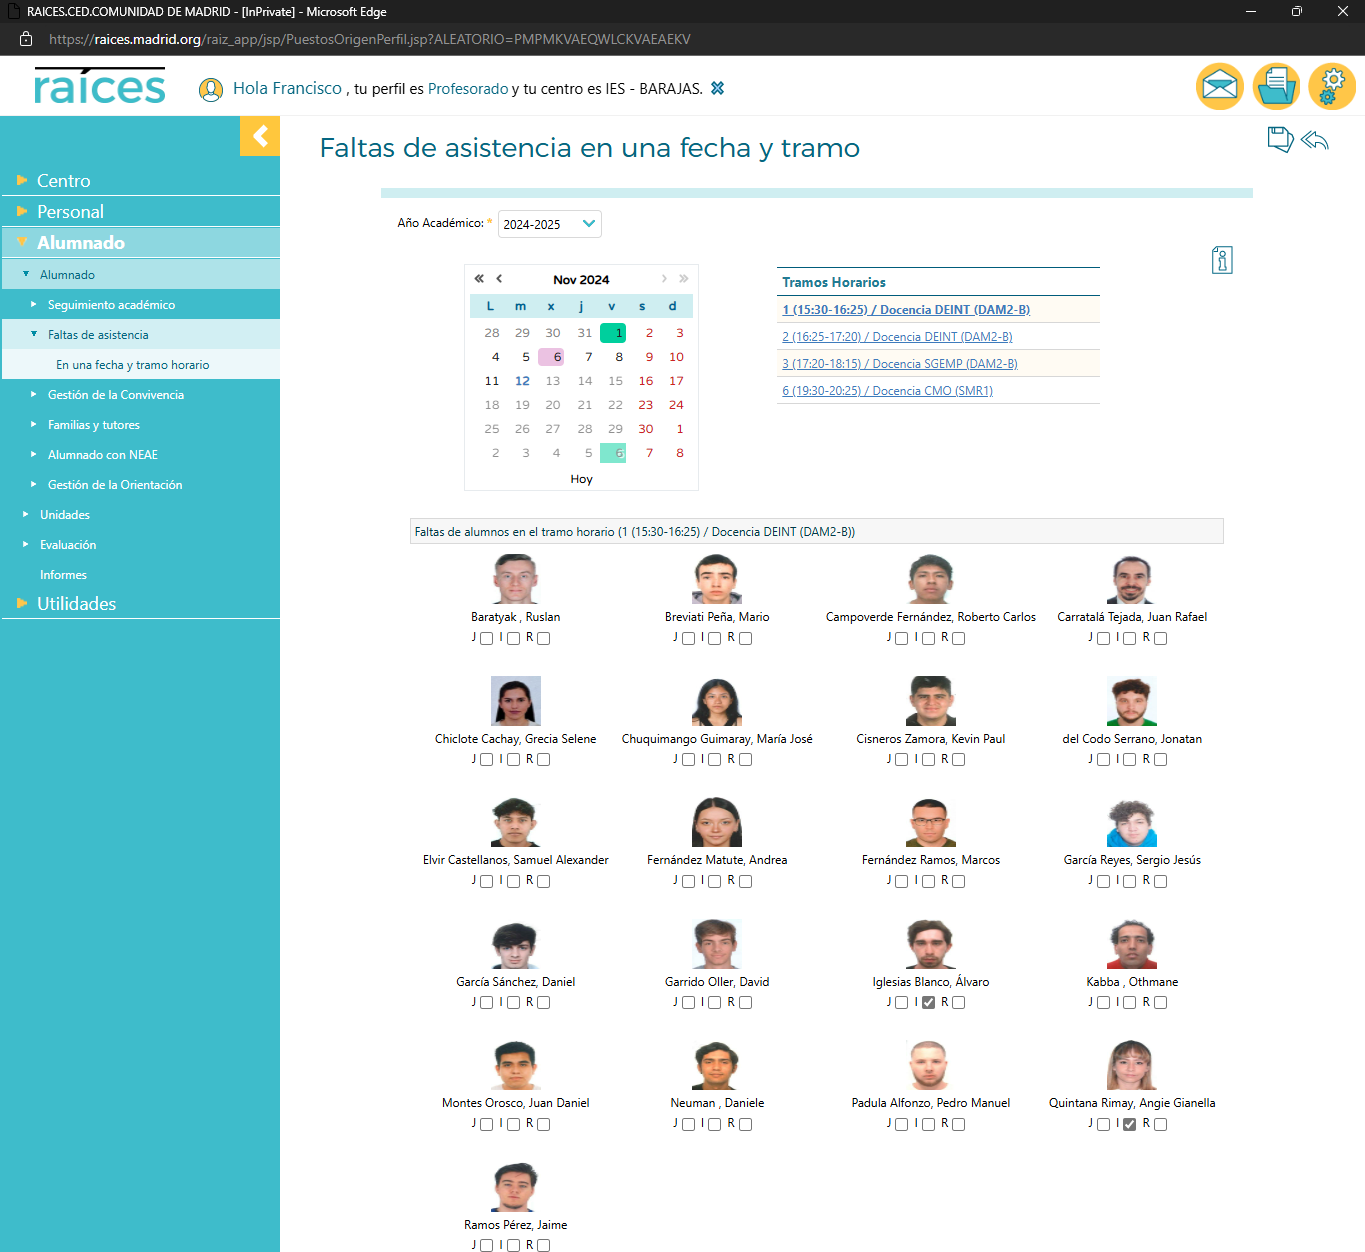 RAICES.CED.COMUNIDAD DE MADRID - [InPrivate] - Microsoft Edge
https://raices.madrid.org/raiz_app/jsp/PuestosOrigenPerfil.jsp?ALEATORIO=PMPMKVAEQWLCKVAEAEKV
raíces
Hola Francisco , tu perfil es Profesorado y tu centro es IES - BARAJAS.
Centro
Personal
Alumnado
Alumnado
Seguimiento académico
Faltas de asistencia
En una fecha y tramo horario
Gestión de la Convivencia
Familias y tutores
Alumnado con NEAE
Gestión de la Orientación
Unidades
Evaluación
Informes
Utilidades
Faltas de asistencia en una fecha y tramo
Año Académico: * 2024-2025
« ‹ Nov 2024 › »
L m x j v s d
28 29 30 31 1 2 3
4 5 6 7 8 9 10
11 12 13 14 15 16 17
18 19 20 21 22 23 24
25 26 27 28 29 30 1
2 3 4 5 6 7 8
Hoy
Tramos Horarios
1 (15:30-16:25) / Docencia DEINT (DAM2-B)
2 (16:25-17:20) / Docencia DEINT (DAM2-B)
3 (17:20-18:15) / Docencia SGEMP (DAM2-B)
6 (19:30-20:25) / Docencia CMO (SMR1)
Faltas de alumnos en el tramo horario (1 (15:30-16:25) / Docencia DEINT (DAM2-B))
Baratyak , Ruslan Breviati Peña, Mario Campoverde Fernández, Roberto Carlos Carratalá Tejada, Juan Rafael
J I R J I R J I R J I R
Chiclote Cachay, Grecia Selene Chuquimango Guimaray, María José Cisneros Zamora, Kevin Paul del Codo Serrano, Jonatan
J I R J I R J I R J I R
Elvir Castellanos, Samuel Alexander Fernández Matute, Andrea Fernández Ramos, Marcos García Reyes, Sergio Jesús
J I R J I R J I R J I R
García Sánchez, Daniel Garrido Oller, David Iglesias Blanco, Álvaro Kabba , Othmane
J I R J I R J I R J I R
Montes Orosco, Juan Daniel Neuman , Daniele Padula Alfonzo, Pedro Manuel Quintana Rimay, Angie Gianella
J I R J I R J I R J I R
Ramos Pérez, Jaime
J I R